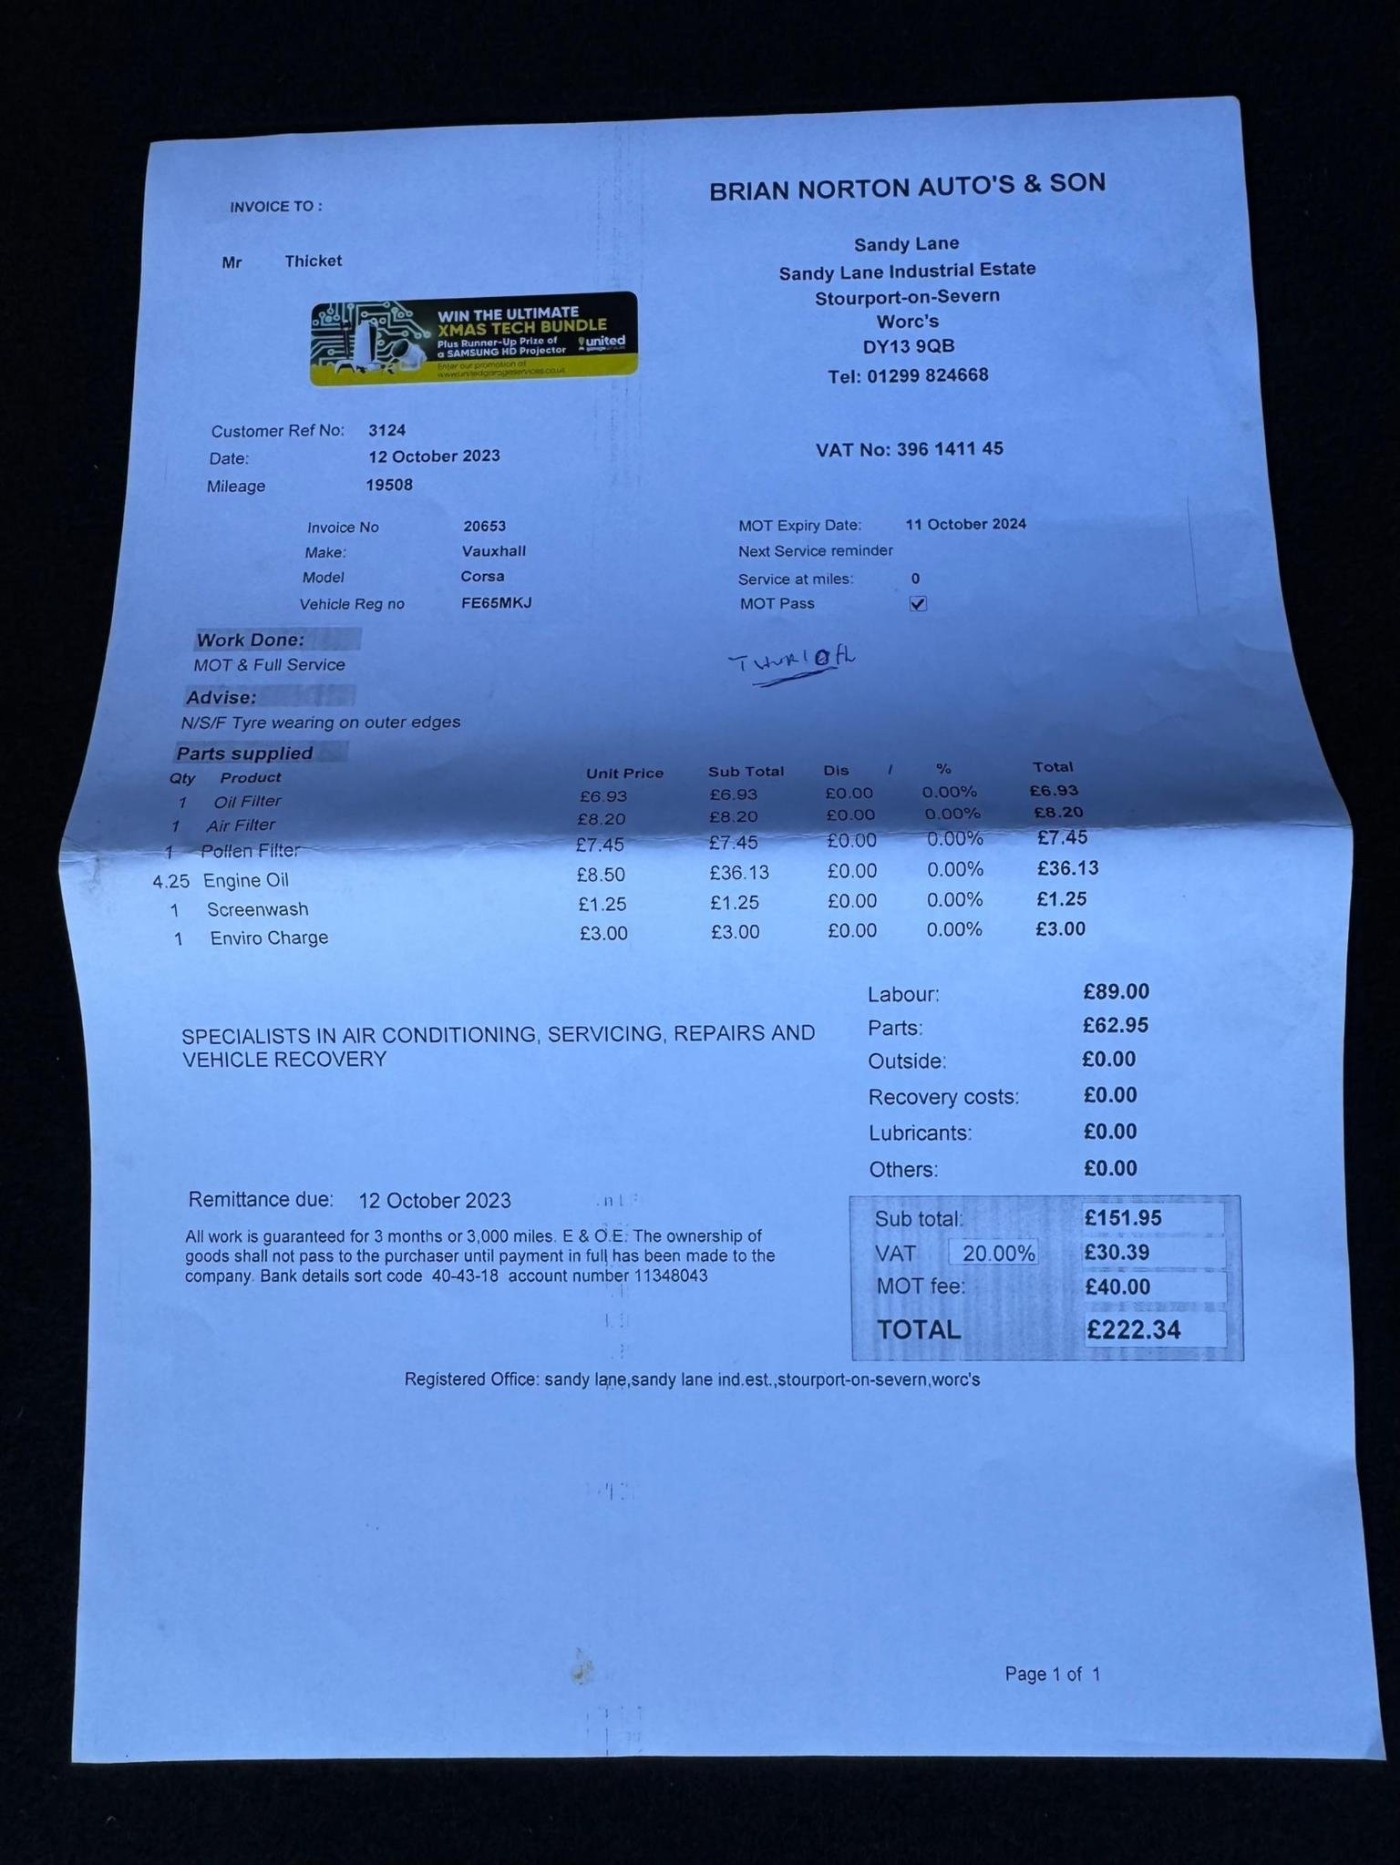 BRIAN NORTON AUTO'S & SON
INVOICE TO :
Mr Thicket
Sandy Lane
Sandy Lane Industrial Estate
Stourport-on-Severn
Worc's
DY13 9QB
Tel: 01299 824668
WIN THE ULTIMATE
XMAS TECH BUNDLE
Plus Runner-Up Prize of
a SAMSUNG HD Projector
united
Enter our promotion at
www.unitedgarageservices.co.uk
VAT No: 396 1411 45
Customer Ref No: 3124
Date: 12 October 2023
Mileage 19508
Invoice No 20653
Make: Vauxhall
Model Corsa
Vehicle Reg no FE65MKJ
MOT Expiry Date: 11 October 2024
Next Service reminder
Service at miles: 0
MOT Pass
Work Done:
MOT & Full Service
Advise:
N/S/F Tyre wearing on outer edges
Parts supplied
Qty Product Unit Price Sub Total Dis / % Total
1 Oil Filter £6.93 £6.93 £0.00 0.00% £6.93
1 Air Filter £8.20 £8.20 £0.00 0.00% £8.20
1 Pollen Filter £7.45 £7.45 £0.00 0.00% £7.45
4.25 Engine Oil £8.50 £36.13 £0.00 0.00% £36.13
1 Screenwash £1.25 £1.25 £0.00 0.00% £1.25
1 Enviro Charge £3.00 £3.00 £0.00 0.00% £3.00
SPECIALISTS IN AIR CONDITIONING, SERVICING, REPAIRS AND
VEHICLE RECOVERY
Labour: £89.00
Parts: £62.95
Outside: £0.00
Recovery costs: £0.00
Lubricants: £0.00
Others: £0.00
Remittance due: 12 October 2023
All work is guaranteed for 3 months or 3,000 miles. E & O.E. The ownership of
goods shall not pass to the purchaser until payment in full has been made to the
company. Bank details sort code 40-43-18 account number 11348043
Sub total: £151.95
VAT 20.00% £30.39
MOT fee: £40.00
TOTAL £222.34
Registered Office: sandy lane,sandy lane ind.est.,stourport-on-severn,worc's
Page 1 of 1